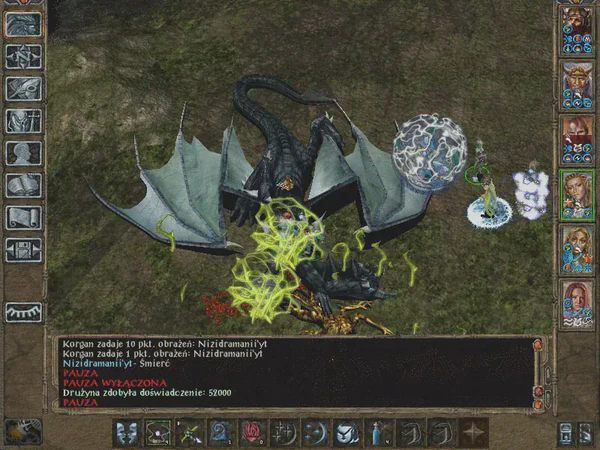 Korgan zadaje 10 pkt. obrażeń: Nizidramanii'yt
Korgan zadaje 1 pkt. obrażeń: Nizidramanii'yt
Nizidramanii'yt- Śmierć
PAUZA
PAUZA WYŁĄCZONA
Drużyna zdobyła doświadczenie: 52000
PAUZA